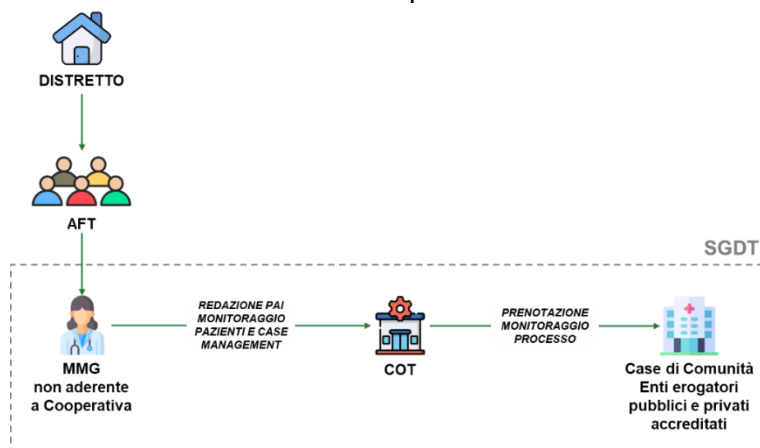 DISTRETTO
AFT
SGDT
REDAZIONE PAI
MONITORAGGIO
PAZIENTI E CASE
MANAGEMENT
PRENOTAZIONE
MONITORAGGIO
PROCESSO
MMG
non aderente
a Cooperativa
COT
Case di Comunità
Enti erogatori
pubblici e privati
accreditati